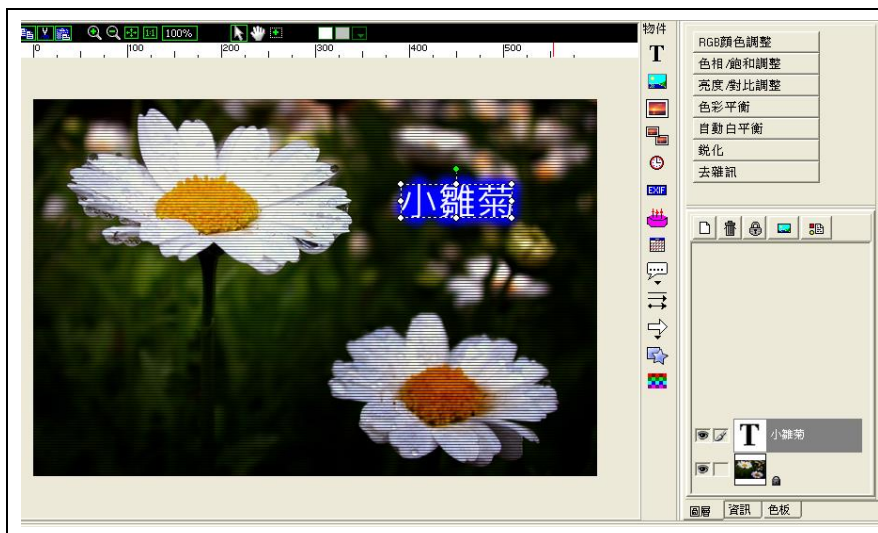 100%
物件
0 100 200 300 400 500
T
EXIF
小雛菊
RGB顏色調整
色相/飽和調整
亮度/對比調整
色彩平衡
自動白平衡
銳化
去雜訊
T 小雛菊
圖層 資訊 色板